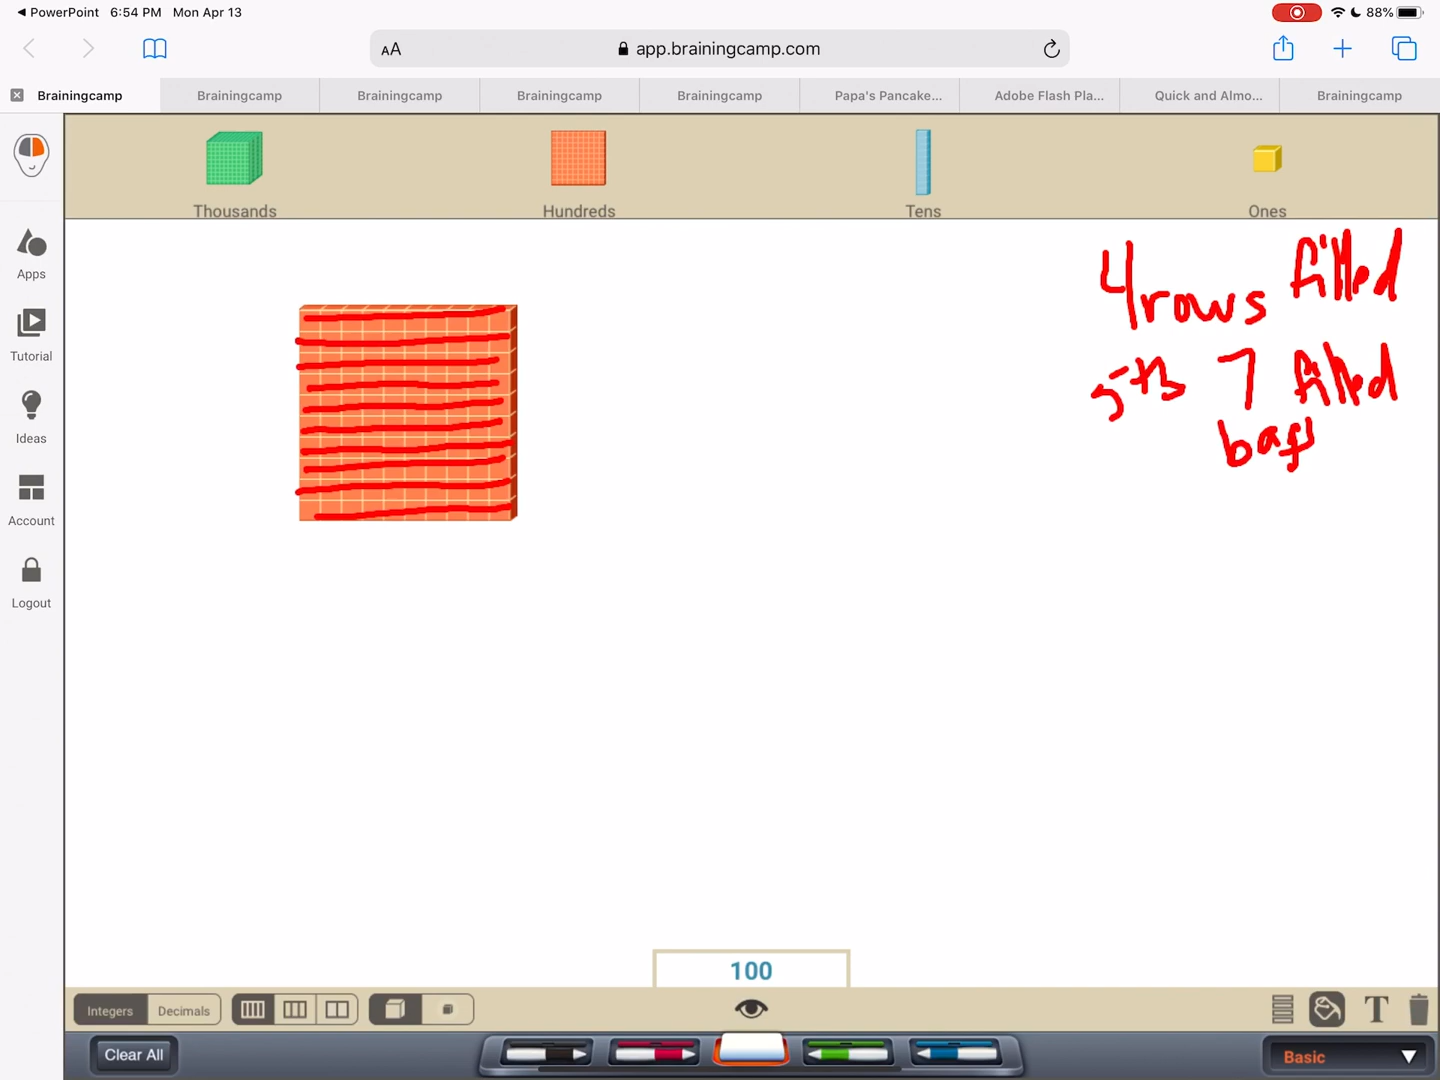 ◀ PowerPoint 6:54 PM Mon Apr 13 88%
AA app.brainingcamp.com
Brainingcamp Brainingcamp Brainingcamp Brainingcamp Brainingcamp Papa's Pancake... Adobe Flash Pla... Quick and Almo... Brainingcamp
Thousands Hundreds Tens Ones
Apps
Tutorial
Ideas
Account
Logout
4 rows filled
5th 7 filled
bags
100
Integers Decimals T
Clear All Basic